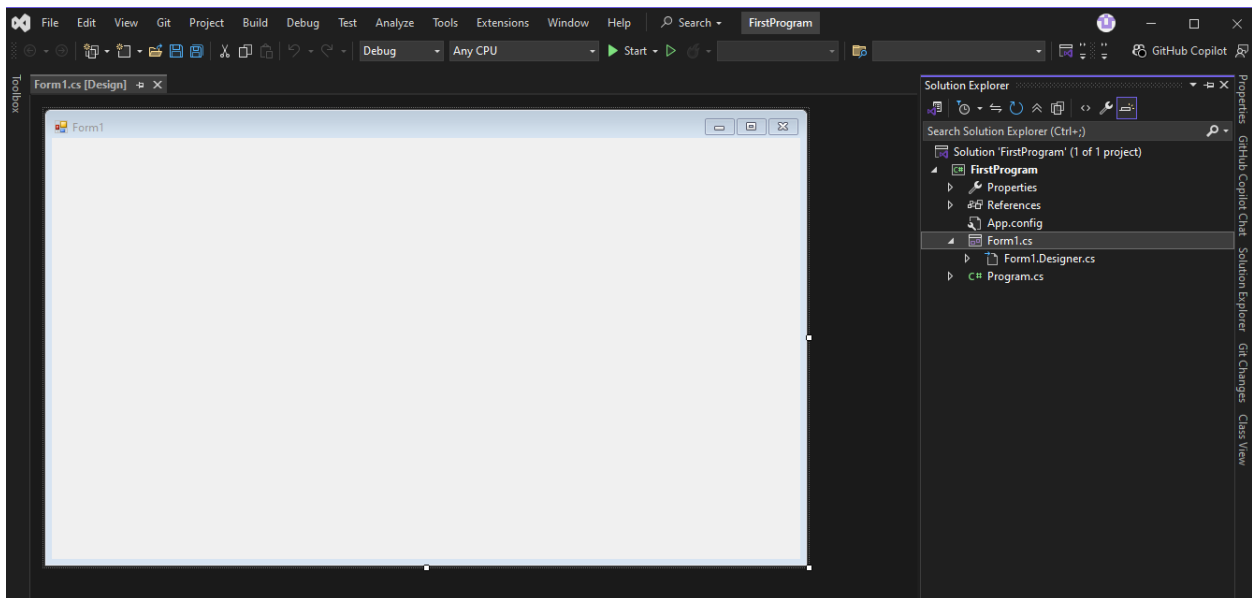 File Edit View Git Project Build Debug Test Analyze Tools Extensions Window Help Search FirstProgram
Debug Any CPU Start GitHub Copilot
Toolbox
Form1.cs [Design]
Form1
Solution Explorer
Search Solution Explorer (Ctrl+;)
Solution 'FirstProgram' (1 of 1 project)
C# FirstProgram
Properties
References
App.config
Form1.cs
Form1.Designer.cs
C# Program.cs
Properties
GitHub Copilot Chat
Solution Explorer
Git Changes
Class View